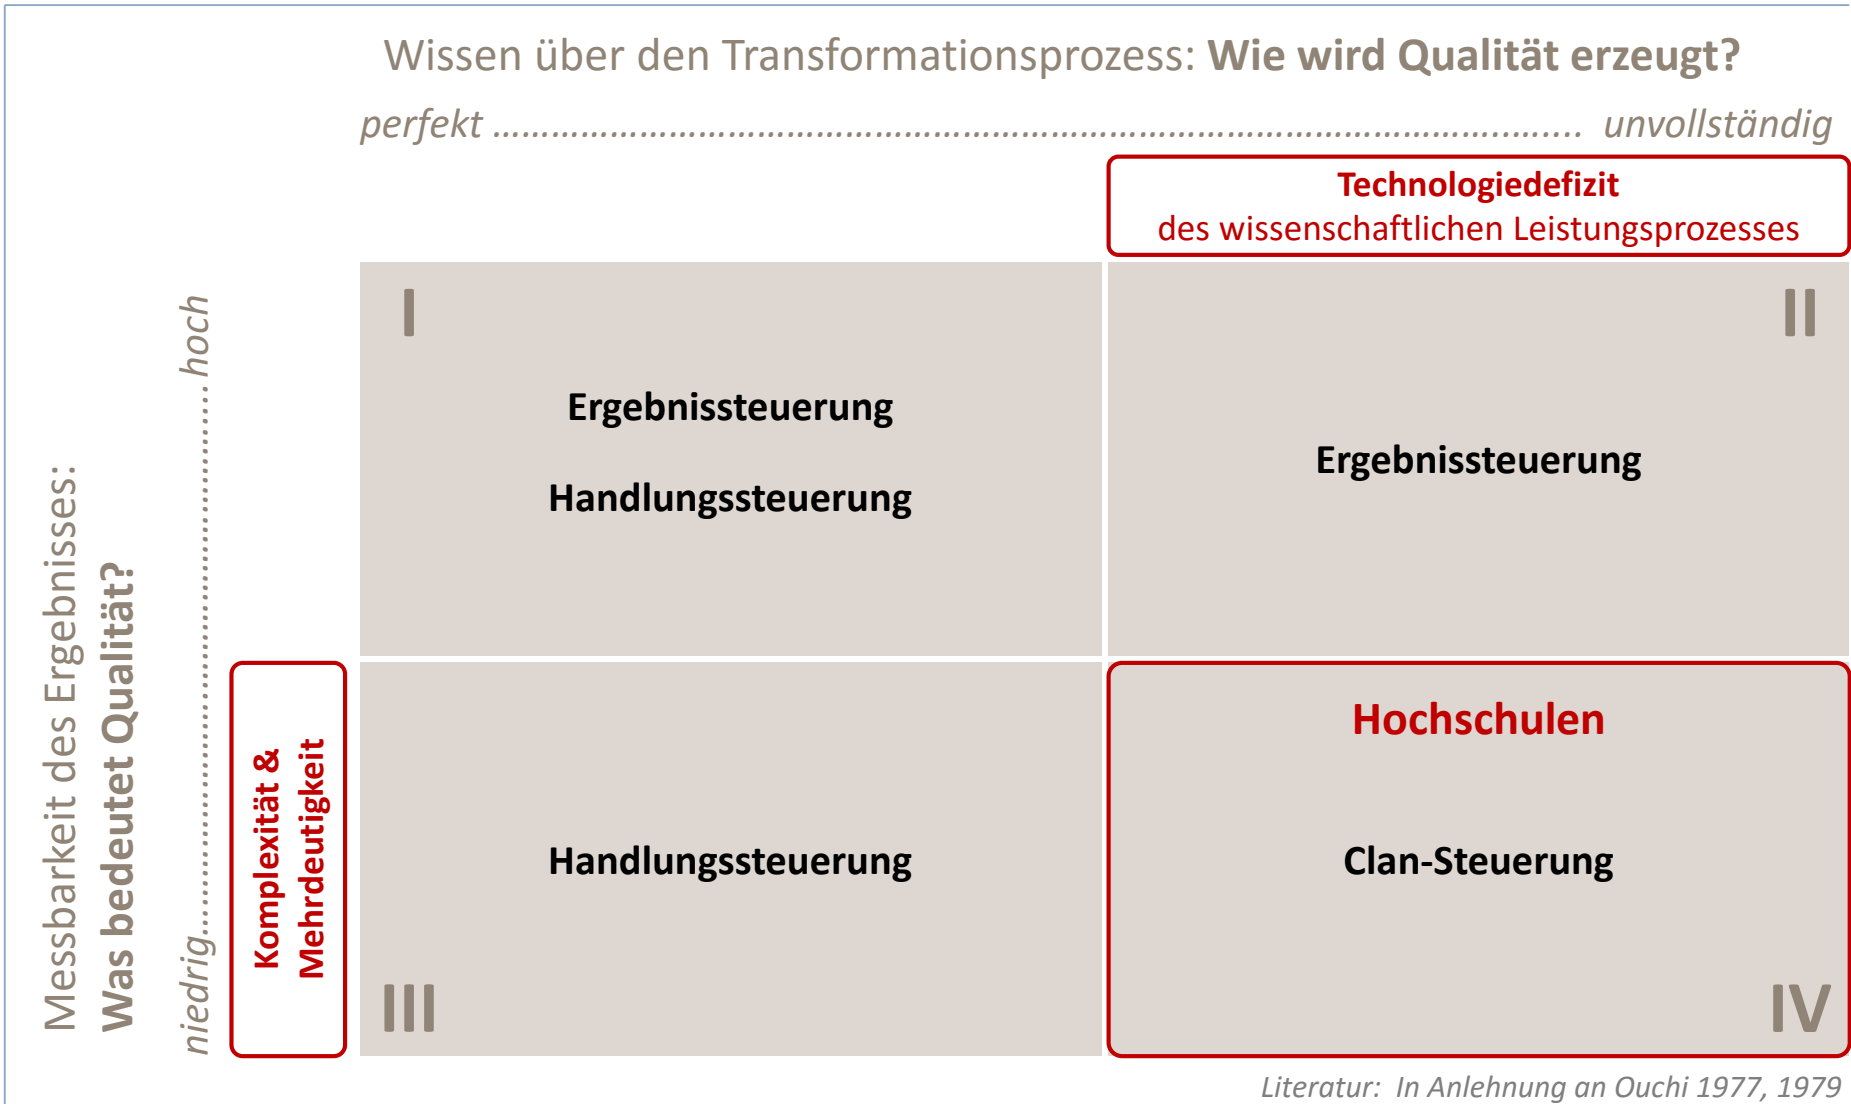 Wissen über den Transformationsprozess: Wie wird Qualität erzeugt?
perfekt ……………………………………………………………………………………………... unvollständig
Technologiedefizit
des wissenschaftlichen Leistungsprozesses
Messbarkeit des Ergebnisses:
Was bedeutet Qualität?
niedrig………………………………………………hoch
I
Ergebnissteuerung
Handlungssteuerung
II
Ergebnissteuerung
Komplexität &
Mehrdeutigkeit
Handlungssteuerung
III
Hochschulen
Clan-Steuerung
IV
Literatur: In Anlehnung an Ouchi 1977, 1979